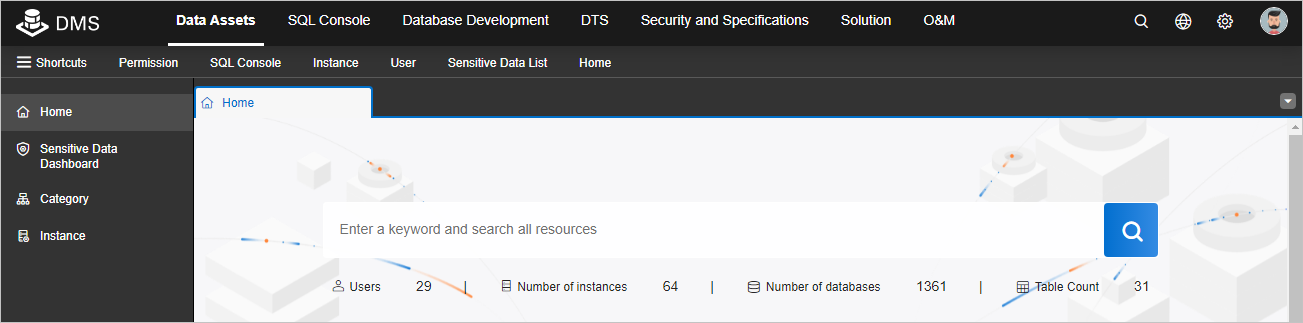 DMS Data Assets SQL Console Database Development DTS Security and Specifications Solution O&M
Shortcuts Permission SQL Console Instance User Sensitive Data List Home
Home
Sensitive Data
Dashboard
Category
Instance
Home
Enter a keyword and search all resources
Users 29 | Number of instances 64 | Number of databases 1361 | Table Count 31